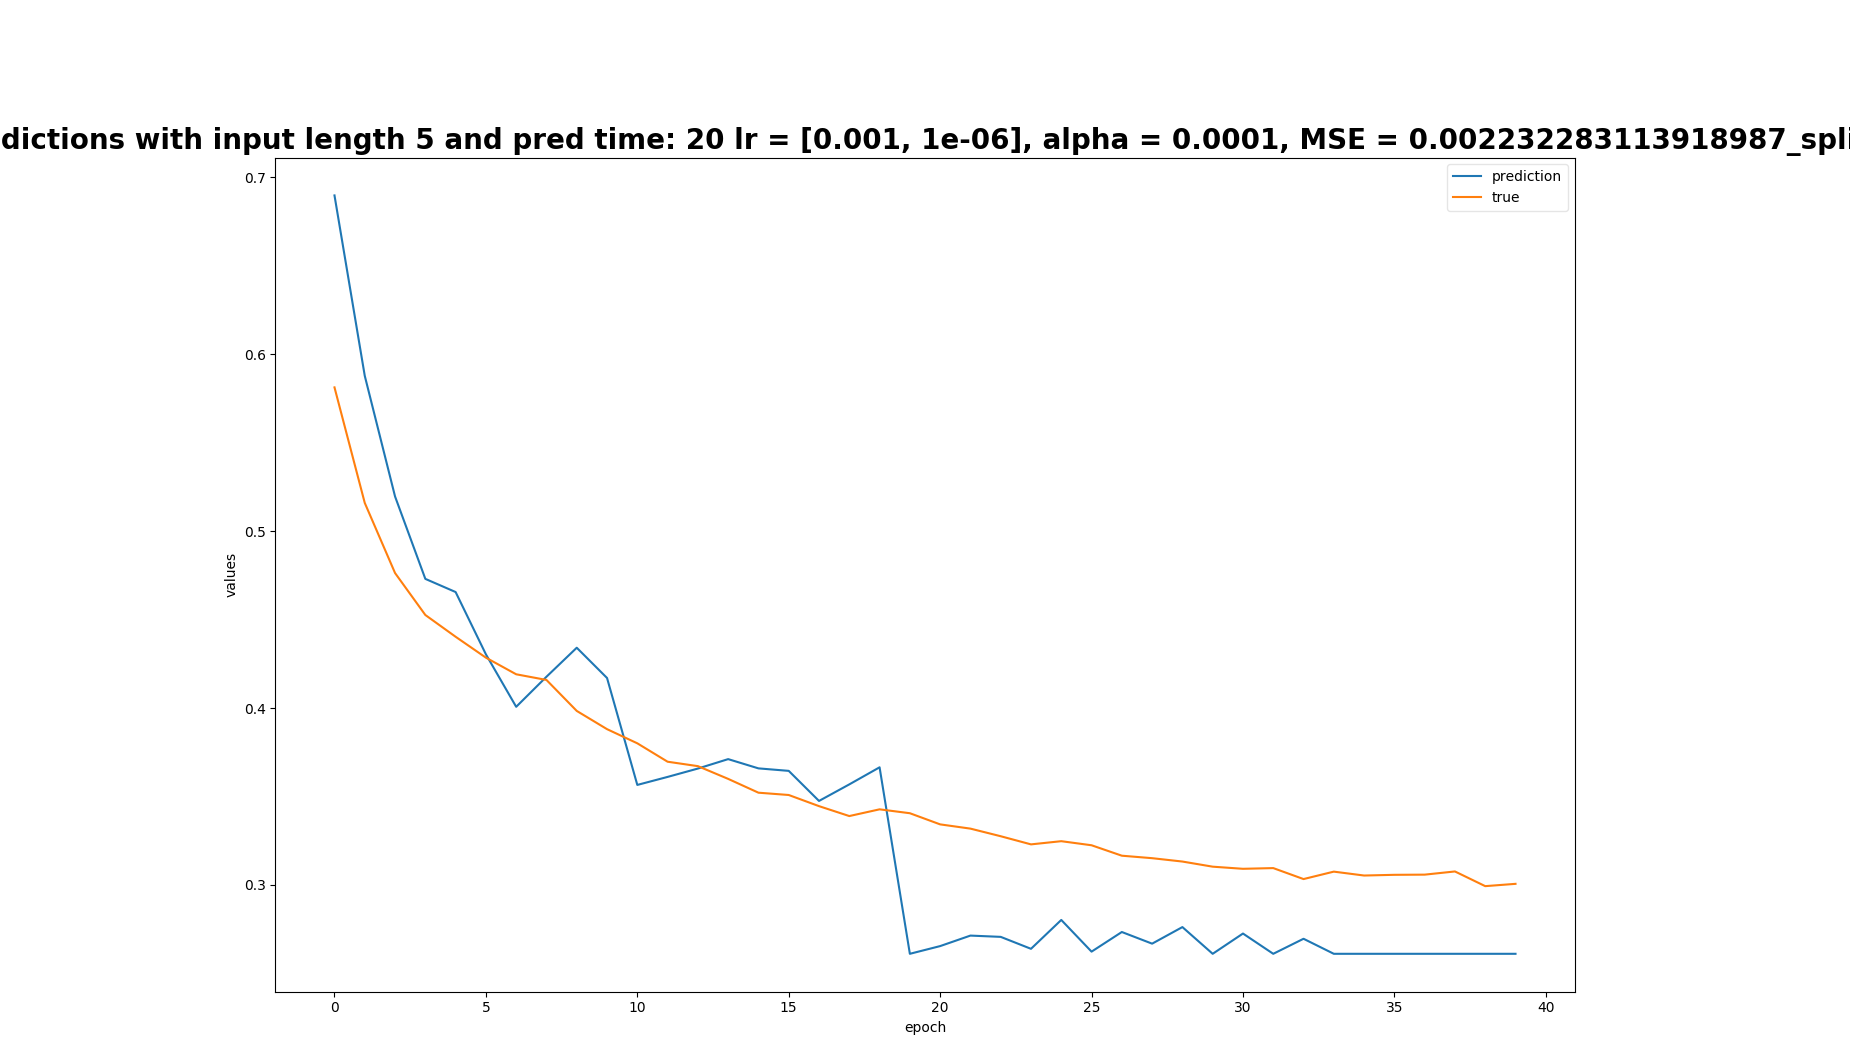 dictions with input length 5 and pred time: 20 lr = [0.001, 1e-06], alpha = 0.0001, MSE = 0.002232283113918987_spli
prediction
true
0.7
0.6
0.5
0.4
0.3
values
0 5 10 15 20 25 30 35 40
epoch